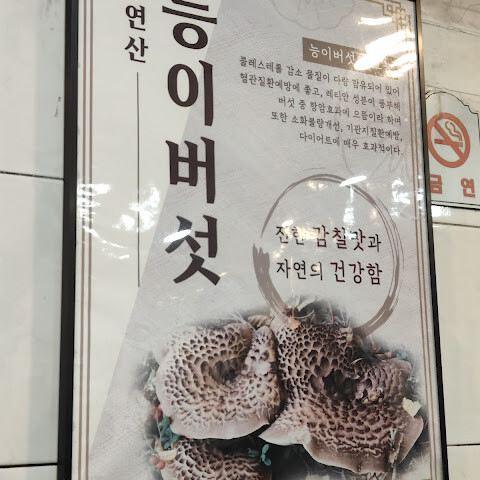 연산
능이버섯
능이버섯
콜레스테롤 감소 물질이 다량 함유되어 있어
혈관질환예방에 좋고, 레티안 성분이 풍부해
버섯 중 항암효과에 으뜸이라 하며
또한 소화불량개선, 기관지질환예방,
다이어트에 매우 효과적이다.
진한 감칠맛과
자연의 건강함
금연